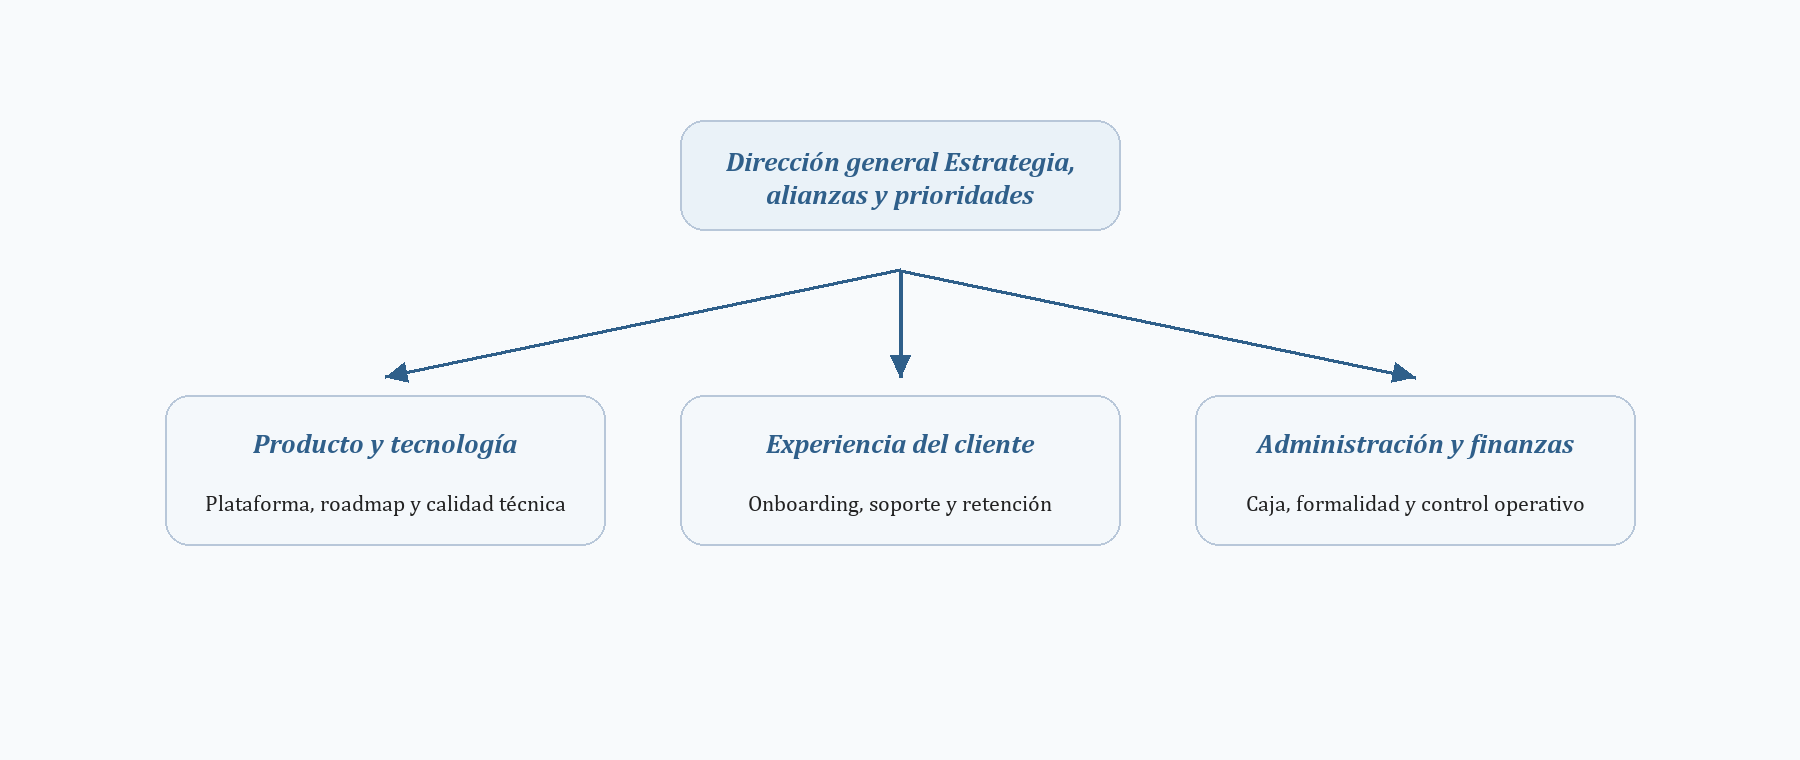 Dirección general Estrategia,
alianzas y prioridades
Producto y tecnología
Plataforma, roadmap y calidad técnica
Experiencia del cliente
Onboarding, soporte y retención
Administración y finanzas
Caja, formalidad y control operativo